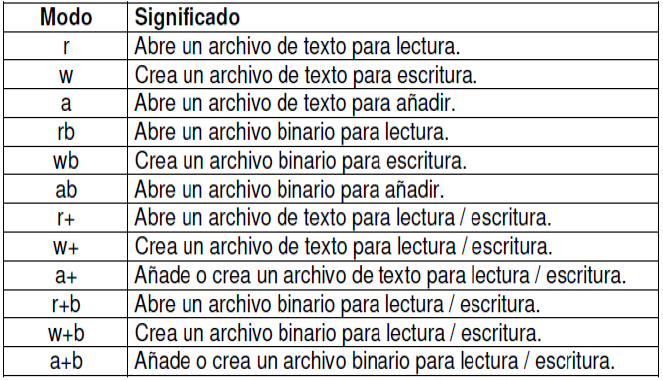 Modo Significado
r Abre un archivo de texto para lectura.
w Crea un archivo de texto para escritura.
a Abre un archivo de texto para añadir.
rb Abre un archivo binario para lectura.
wb Crea un archivo binario para escritura.
ab Abre un archivo binario para añadir.
r+ Abre un archivo de texto para lectura / escritura.
w+ Crea un archivo de texto para lectura / escritura.
a+ Añade o crea un archivo de texto para lectura / escritura.
r+b Abre un archivo binario para lectura / escritura.
w+b Crea un archivo binario para lectura / escritura.
a+b Añade o crea un archivo binario para lectura / escritura.